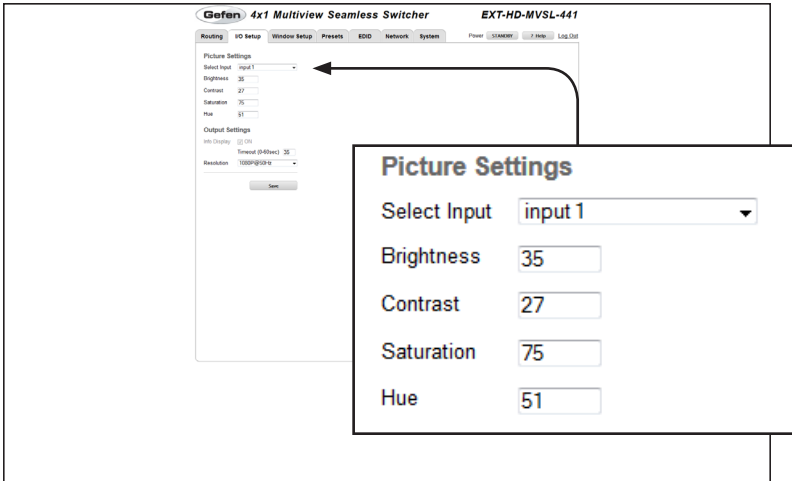 Gefen 4x1 Multiview Seamless Switcher EXT-HD-MVSL-441
Routing I/O Setup Window Setup Presets EDID Network System Power STANDBY ? Help Log Out
Picture Settings
Select Input input 1
Brightness 35
Contrast 27
Saturation 75
Hue 51
Output Settings
Info Display ON
Timeout (0-60sec) 35
Resolution 1080P@50Hz
Save
Picture Settings
Select Input input 1
Brightness 35
Contrast 27
Saturation 75
Hue 51